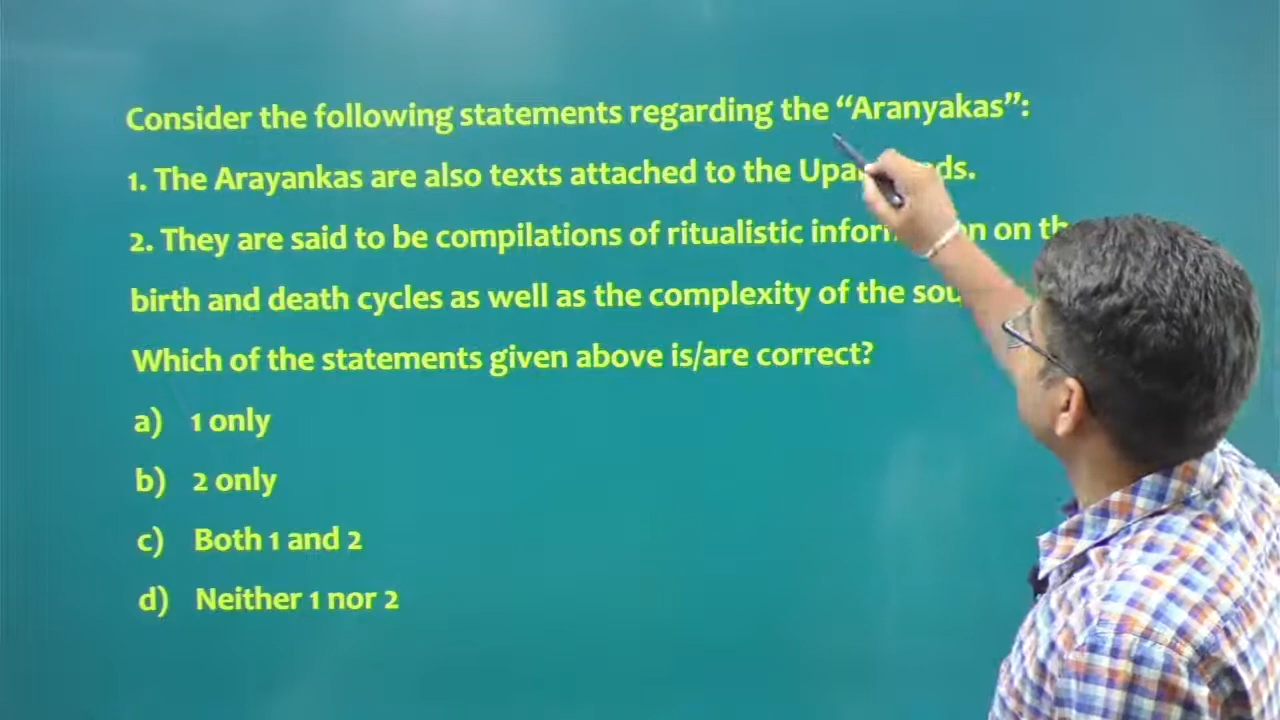 Consider the following statements regarding the “Aranyakas”:
1. The Arayankas are also texts attached to the
2. They are said to be compilations of ritualistic on
birth and death cycles as well as the complexity of the
Which of the statements given above is/are correct?
a) 1 only
b) 2 only
c) Both 1 and 2
d) Neither 1 nor 2